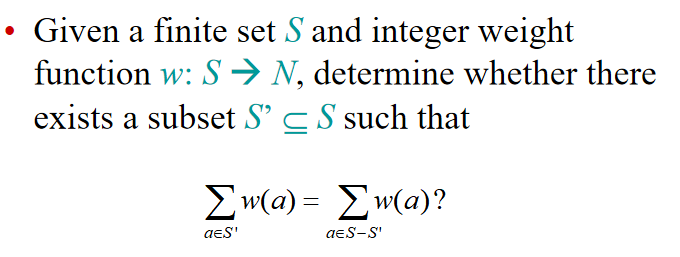 • Given a finite set S and integer weight
function w: S → N, determine whether there
exists a subset S’ ⊆ S such that
∑ w(a) = ∑ w(a)?
a∈S' a∈S−S'